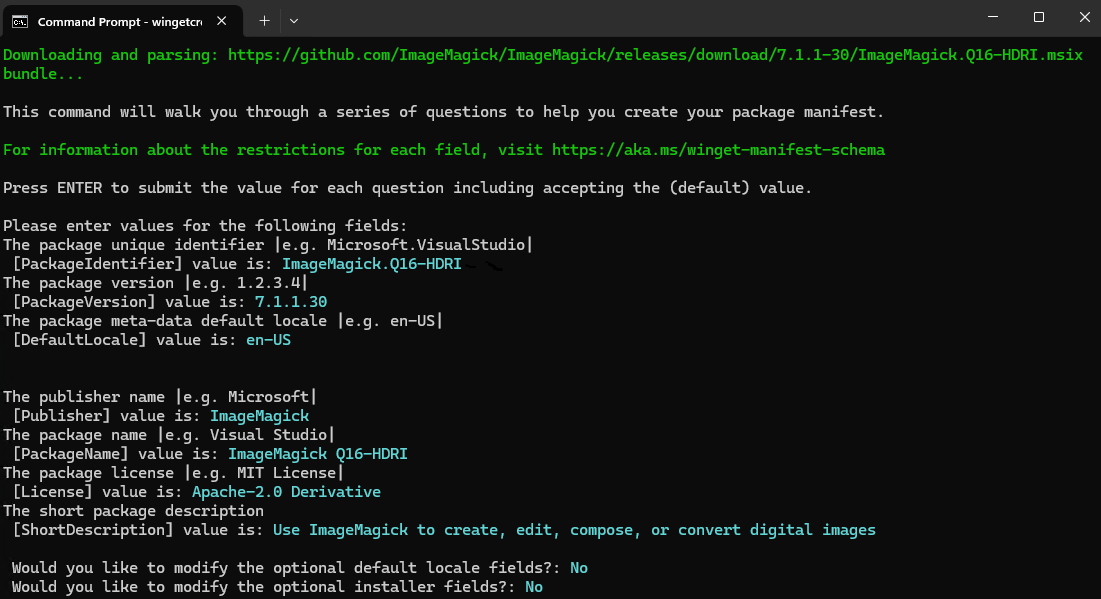 Command Prompt - wingetcr
Downloading and parsing: https://github.com/ImageMagick/ImageMagick/releases/download/7.1.1-30/ImageMagick.Q16-HDRI.msix
bundle...
This command will walk you through a series of questions to help you create your package manifest.
For information about the restrictions for each field, visit https://aka.ms/winget-manifest-schema
Press ENTER to submit the value for each question including accepting the (default) value.
Please enter values for the following fields:
The package unique identifier |e.g. Microsoft.VisualStudio|
[PackageIdentifier] value is: ImageMagick.Q16-HDRI
The package version |e.g. 1.2.3.4|
[PackageVersion] value is: 7.1.1.30
The package meta-data default locale |e.g. en-US|
[DefaultLocale] value is: en-US
The publisher name |e.g. Microsoft|
[Publisher] value is: ImageMagick
The package name |e.g. Visual Studio|
[PackageName] value is: ImageMagick Q16-HDRI
The package license |e.g. MIT License|
[License] value is: Apache-2.0 Derivative
The short package description
[ShortDescription] value is: Use ImageMagick to create, edit, compose, or convert digital images
Would you like to modify the optional default locale fields?: No
Would you like to modify the optional installer fields?: No